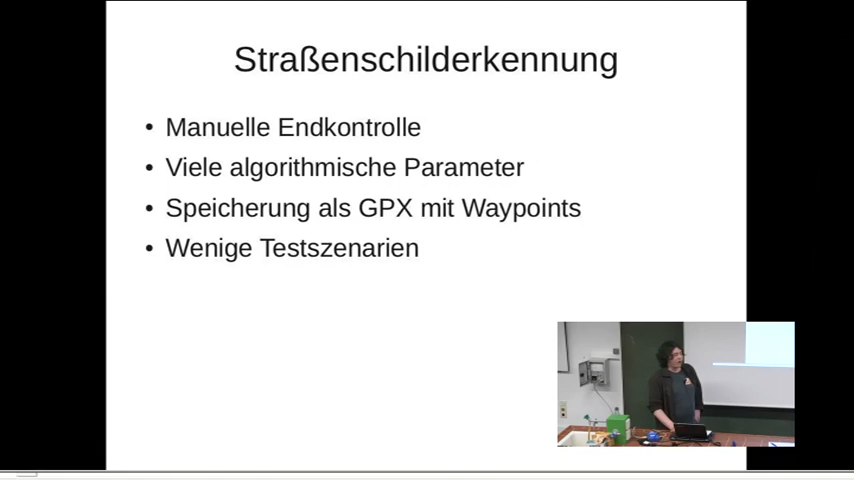 Straßenschilderkennung
• Manuelle Endkontrolle
• Viele algorithmische Parameter
• Speicherung als GPX mit Waypoints
• Wenige Testszenarien